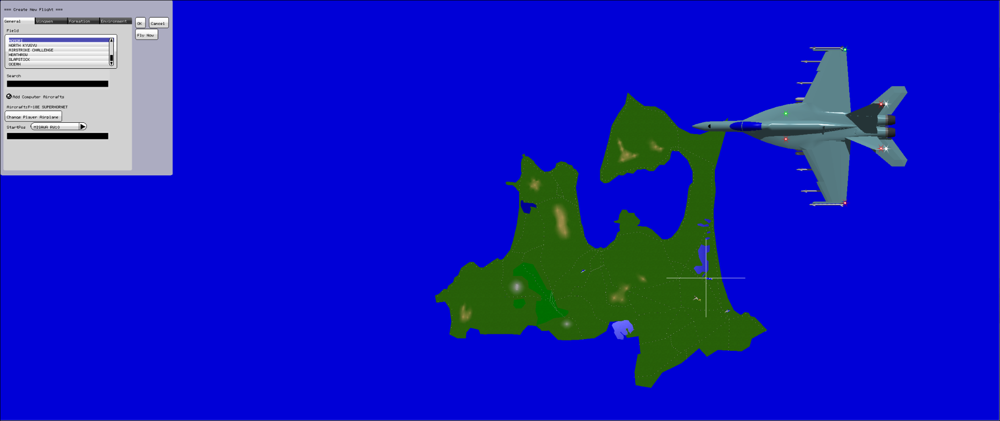 === Create New Flight ===
General
Wingmen
Formation
Environment
OK
Cancel
Fly Now
Field
AOMORI
NORTH KYUSYU
AIRSTRIKE CHALLENGE
HEATHROW
SLAPSTICK
OCEAN
Search
Add Computer Aircrafts
Aircraft:F-18E SUPERHORNET
Change Player Airplane
StartPos
MISAWA RW10